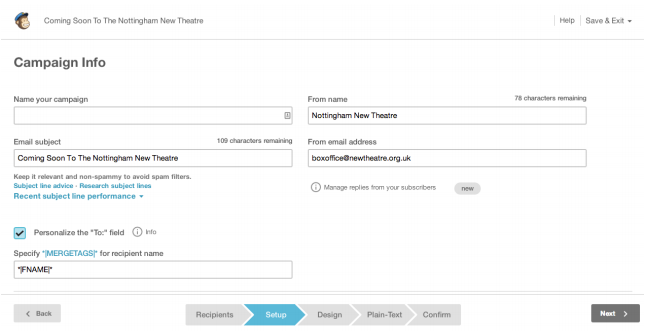 Coming Soon To The Nottingham New Theatre
Help
Save & Exit
Campaign Info
Name your campaign
From name
78 characters remaining
Nottingham New Theatre
Email subject
109 characters remaining
From email address
Coming Soon To The Nottingham New Theatre
boxoffice@newtheatre.org.uk
Keep it relevant and non-spammy to avoid spam filters.
Subject line advice - Research subject lines
Recent subject line performance
Manage replies from your subscribers
new
Personalize the "To:" field
Info
Specify *|MERGETAGS|* for recipient name
*|FNAME|*
Back
Recipients
Setup
Design
Plain-Text
Confirm
Next